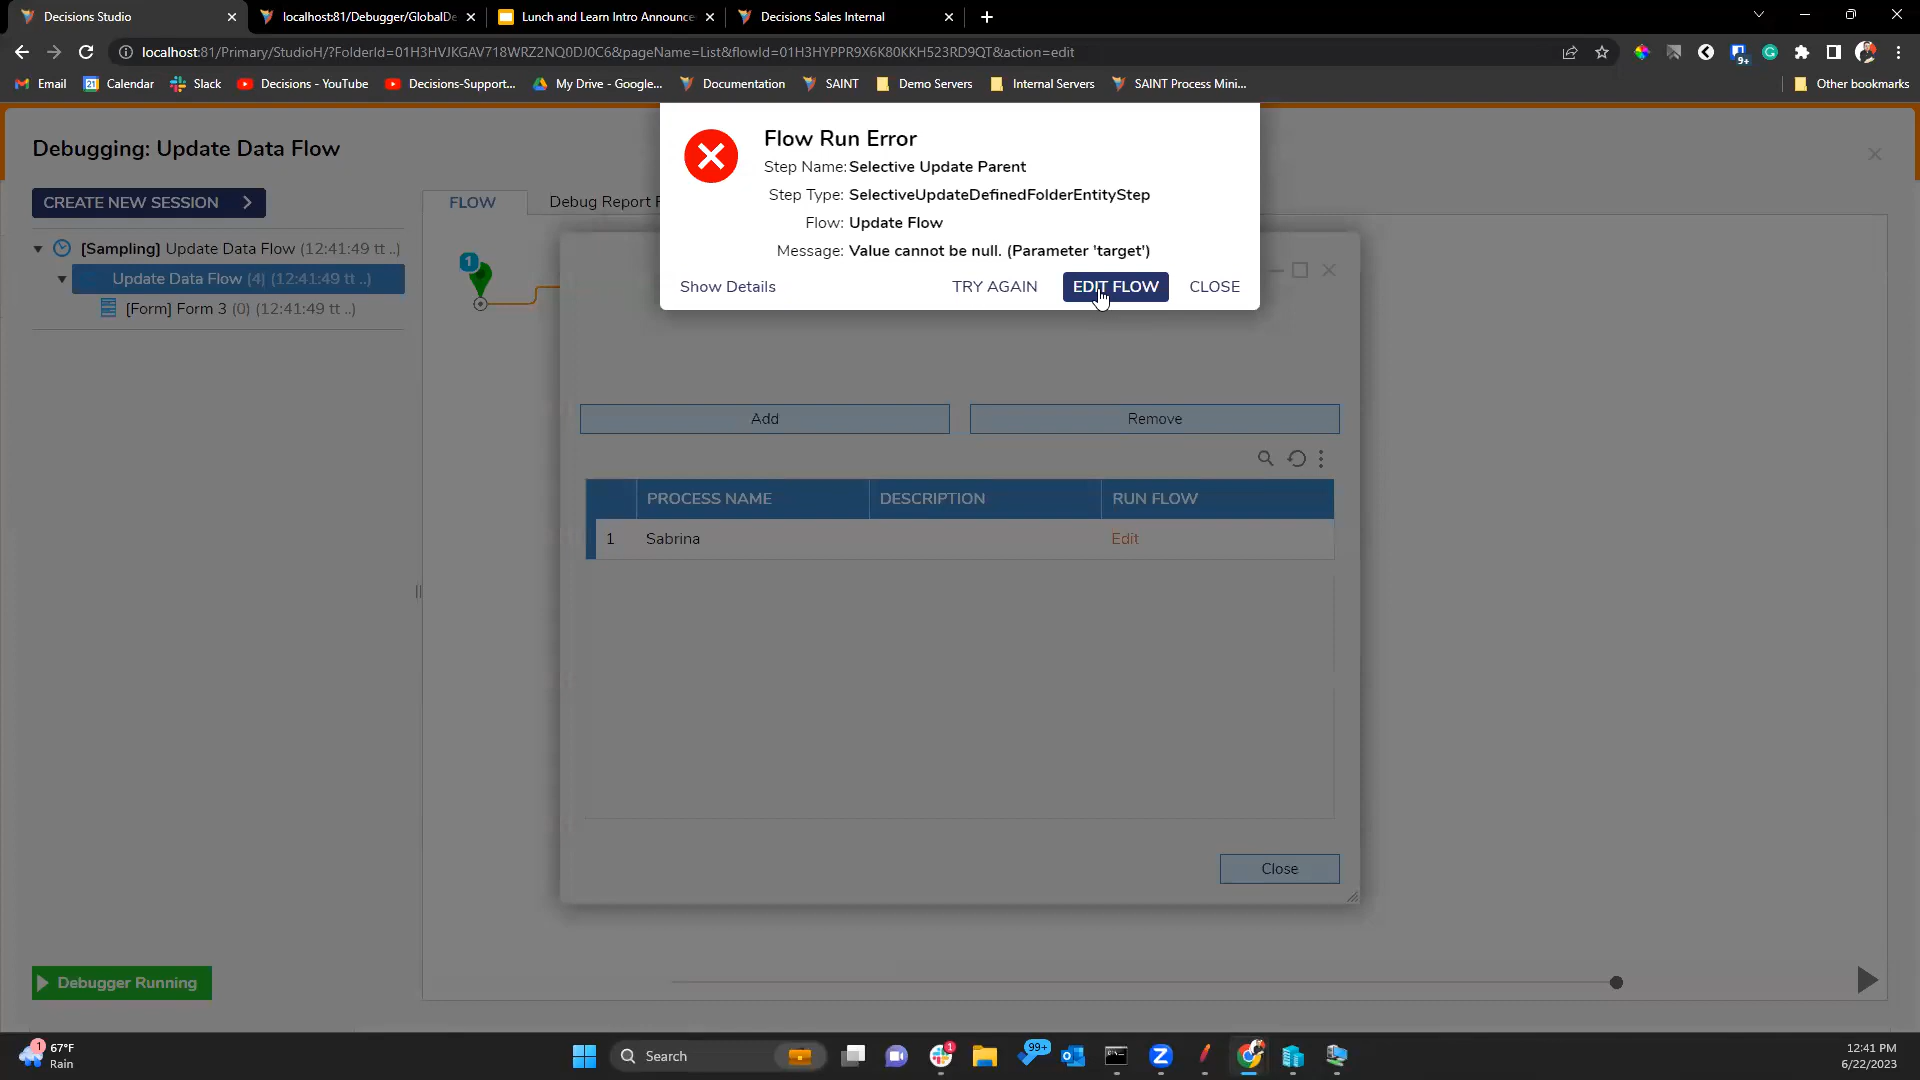 Decisions Studio
localhost:81/Debugger/GlobalDe
Lunch and Learn Intro Announce
Decisions Sales Internal
localhost:81/Primary/StudioH/?FolderId=01H3HVJKGAV718WRZ2NQ0DJ0C6&pageName=List&flowId=01H3HYPPR9X6K80KKH523RD9QT&action=edit
9+
Email
Calendar
Slack
Decisions - YouTube
Decisions-Support...
My Drive - Google...
Documentation
SAINT
Demo Servers
Internal Servers
SAINT Process Mini...
Other bookmarks
Debugging: Update Data Flow
CREATE NEW SESSION
[Sampling] Update Data Flow (12:41:49 tt ..)
Update Data Flow (4) (12:41:49 tt ..)
[Form] Form 3 (0) (12:41:49 tt ..)
FLOW
Debug Report F
1
Flow Run Error
Step Name: Selective Update Parent
Step Type: SelectiveUpdateDefinedFolderEntityStep
Flow: Update Flow
Message: Value cannot be null. (Parameter 'target')
Show Details
TRY AGAIN
EDIT FLOW
CLOSE
Add
Remove
PROCESS NAME
DESCRIPTION
RUN FLOW
1
Sabrina
Edit
Close
Debugger Running
1
67°F
Rain
Search
1
99+
12:41 PM
6/22/2023